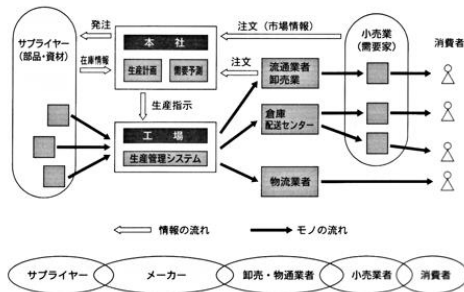 サプライヤー
(部品・資材)
発注
在庫情報
本社
生産計画
需要予測
注文(市場情報)
注文
小売業
(需要家)
消費者
流通業者
卸売業
生産指示
工場
生産管理システム
倉庫
配送センター
物流業者
情報の流れ
モノの流れ
サプライヤー
メーカー
卸売・物通業者
小売業者
消費者